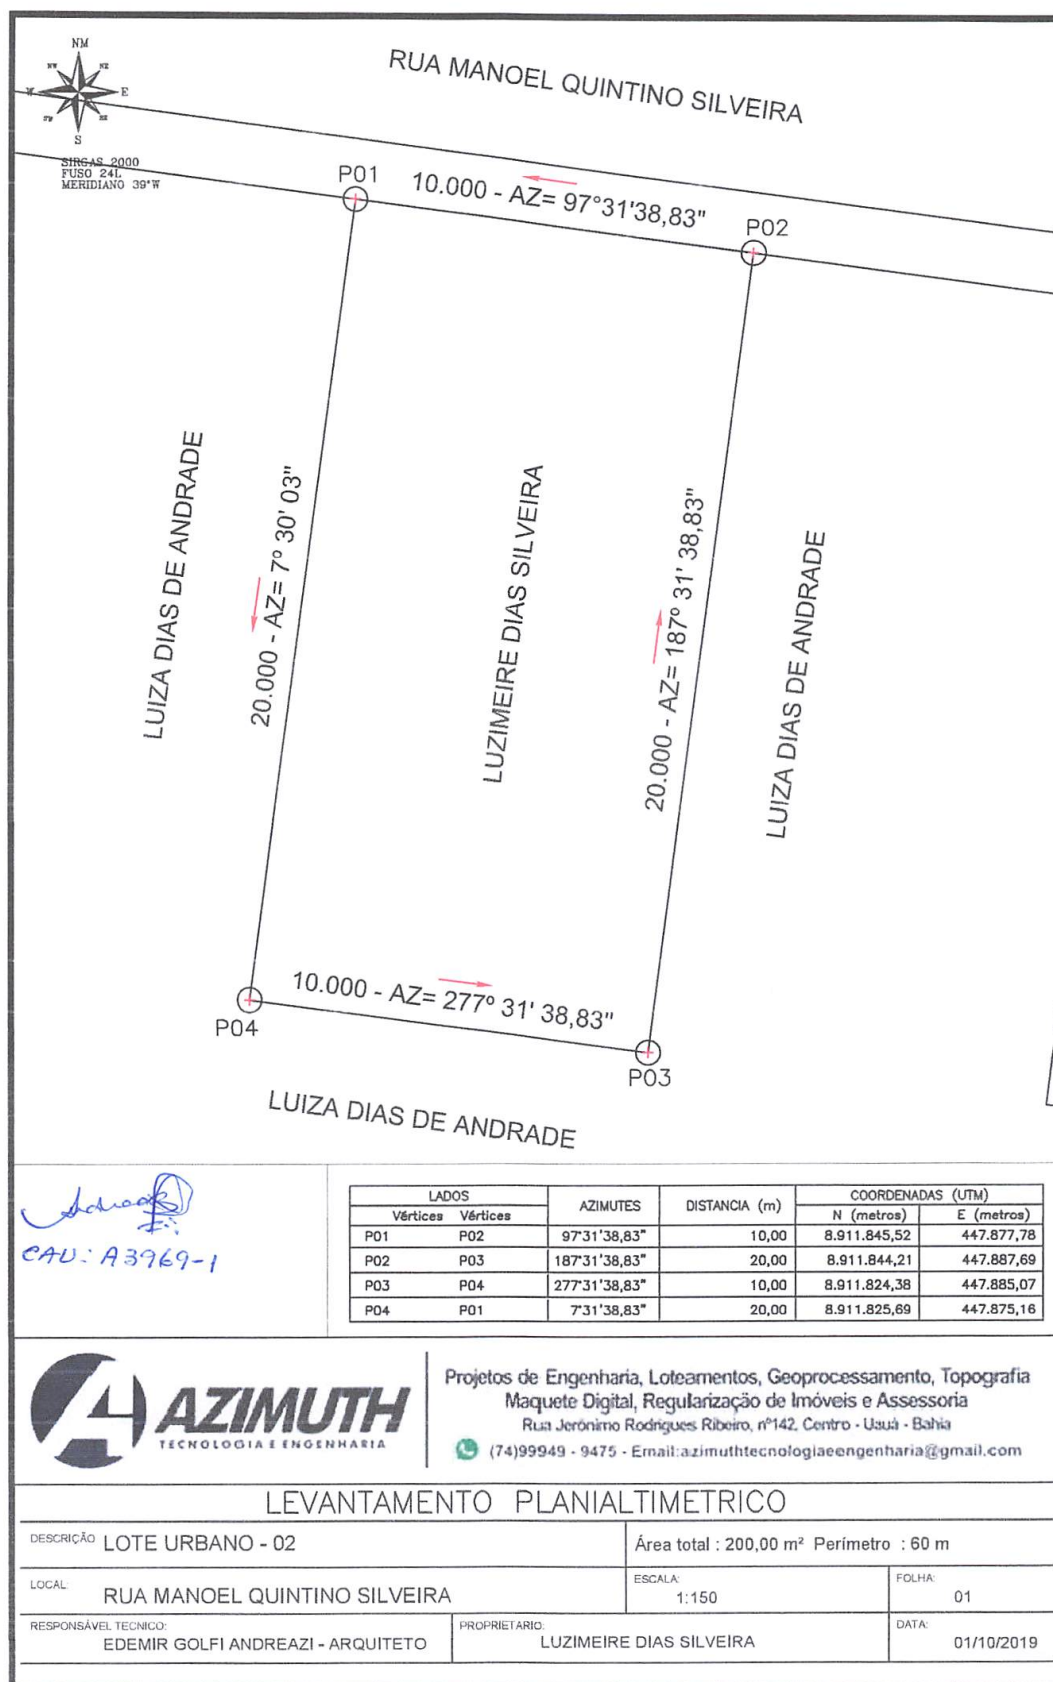 NM
NW
NE
W
E
SW
SE
S
SIRGAS 2000
FUSO 24L
MERIDIANO 39°W
RUA MANOEL QUINTINO SILVEIRA
P01
10.000 - AZ= 97°31'38,83"
P02
LUIZA DIAS DE ANDRADE
20.000 - AZ= 7º 30' 03"
LUZIMEIRE DIAS SILVEIRA
20.000 - AZ= 187º 31' 38,83"
LUIZA DIAS DE ANDRADE
10.000 - AZ= 277º 31' 38,83"
P04
P03
LUIZA DIAS DE ANDRADE
CAU: A3969-1
LADOS AZIMUTES DISTANCIA (m) COORDENADAS (UTM)
Vértices Vértices N (metros) E (metros)
P01 P02 97°31'38,83" 10,00 8.911.845,52 447.877,78
P02 P03 187°31'38,83" 20,00 8.911.844,21 447.887,69
P03 P04 277°31'38,83" 10,00 8.911.824,38 447.885,07
P04 P01 7°31'38,83" 20,00 8.911.825,69 447.875,16
AZIMUTH
TECNOLOGIA E ENGENHARIA
Projetos de Engenharia, Loteamentos, Geoprocessamento, Topografia
Maquete Digital, Regularização de Imóveis e Assessoria
Rua Jerônimo Rodrigues Ribeiro, nº142, Centro - Uauá - Bahia
(74)99949 - 9475 - Email:azimuthtecnologiaeengenharia@gmail.com
LEVANTAMENTO PLANIALTIMETRICO
DESCRIÇÃO LOTE URBANO - 02
Área total : 200,00 m² Perímetro : 60 m
LOCAL: RUA MANOEL QUINTINO SILVEIRA
ESCALA: 1:150
FOLHA: 01
RESPONSÁVEL TECNICO: EDEMIR GOLFI ANDREAZI - ARQUITETO
PROPRIETARIO: LUZIMEIRE DIAS SILVEIRA
DATA: 01/10/2019